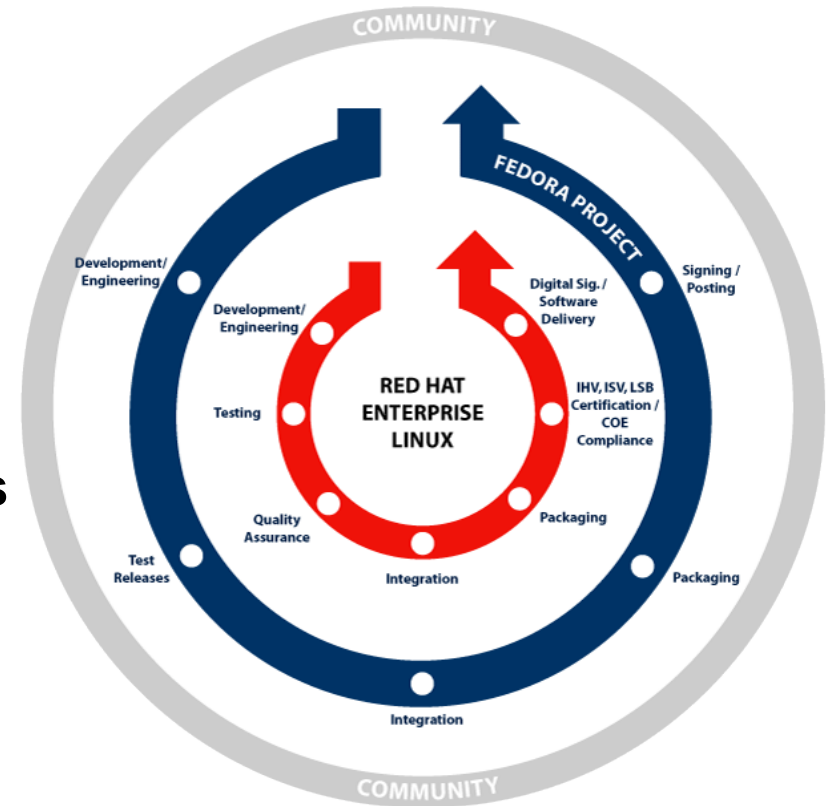 COMMUNITY
FEDORA PROJECT
Development/
Engineering
Signing /
Posting
Development/
Engineering
Digital Sig. /
Software
Delivery
Testing
RED HAT
ENTERPRISE
LINUX
IHV, ISV, LSB
Certification /
COE
Compliance
s
Quality
Assurance
Packaging
Test
Releases
Integration
Packaging
Integration
COMMUNITY